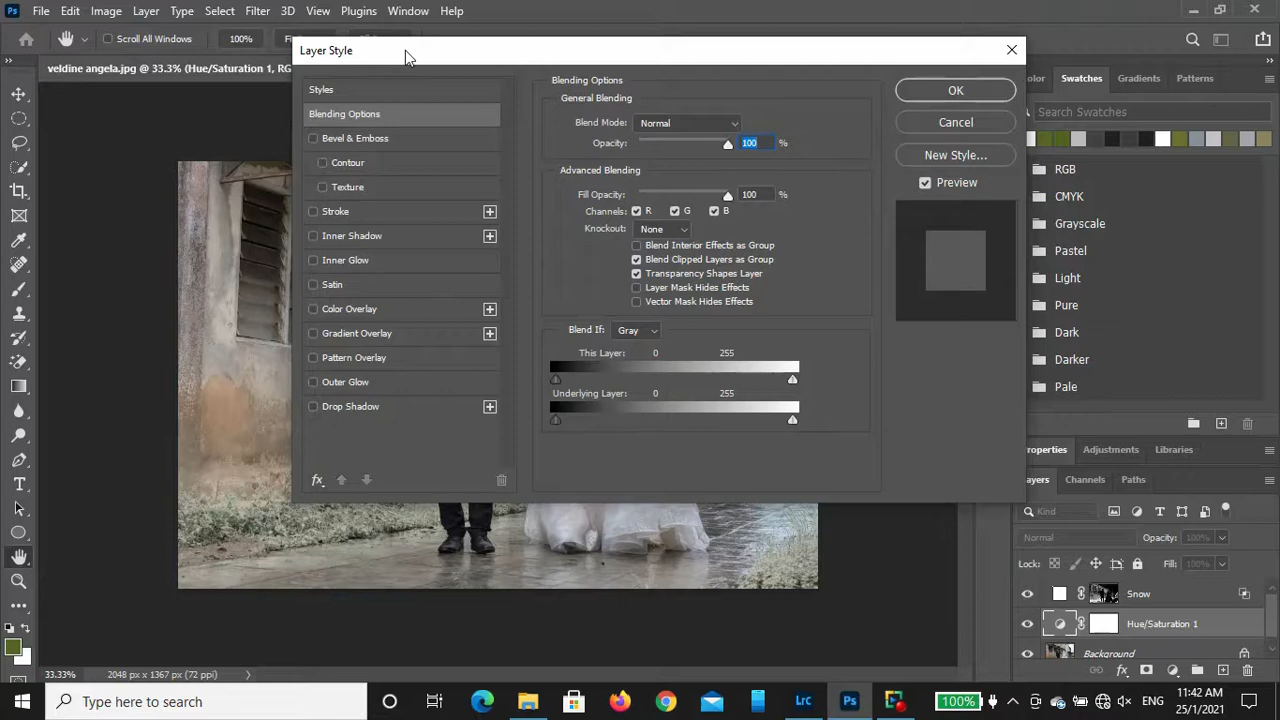 Ps File Edit Image Layer Type Select Filter 3D View Plugins Window Help
Scroll All Windows 100%
veldine angela.jpg @ 33.3% (Hue/Saturation 1, RG
Layer Style
Styles
Blending Options
Bevel & Emboss
Contour
Texture
Stroke
Inner Shadow
Inner Glow
Satin
Color Overlay
Gradient Overlay
Pattern Overlay
Outer Glow
Drop Shadow
fx
Blending Options
General Blending
Blend Mode: Normal
Opacity: 100 %
Advanced Blending
Fill Opacity: 100 %
Channels: R G B
Knockout: None
Blend Interior Effects as Group
Blend Clipped Layers as Group
Transparency Shapes Layer
Layer Mask Hides Effects
Vector Mask Hides Effects
Blend If: Gray
This Layer: 0 255
Underlying Layer: 0 255
OK
Cancel
New Style...
Preview
olor Swatches Gradients Patterns
Search Swatches
RGB
CMYK
Grayscale
Pastel
Light
Pure
Dark
Darker
Pale
roperties Adjustments Libraries
ayers Channels Paths
Kind
Normal Opacity: 100%
Lock: Fill: 100%
Snow
Hue/Saturation 1
Background
fx
33.33% 2048 px x 1367 px (72 ppi)
Type here to search
Lrc Ps
100%
ENG
11:42 AM
25/1/2021